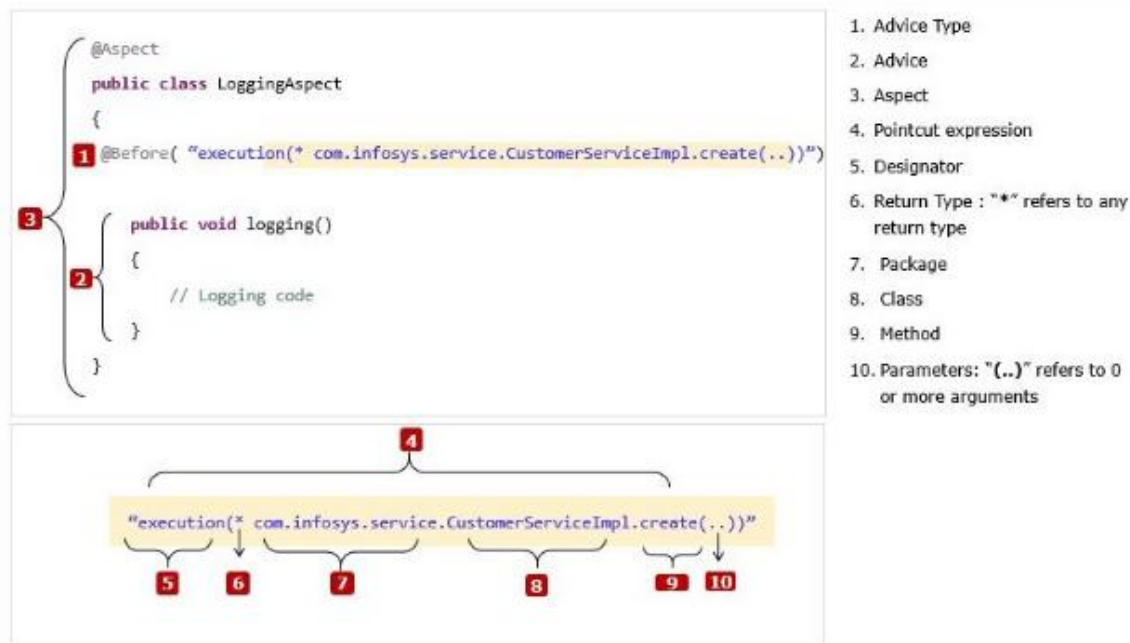 @Aspect
public class LoggingAspect
{
1 @Before( “execution(* com.infosys.service.CustomerServiceImpl.create(..))”)
3
public void logging()
{
2
// Logging code
}
}
1. Advice Type
2. Advice
3. Aspect
4. Pointcut expression
5. Designator
6. Return Type : "*" refers to any
return type
7. Package
8. Class
9. Method
10. Parameters: "(..)" refers to 0
or more arguments
4
“execution(* com.infosys.service.CustomerServiceImpl.create(..))”
5 6 7 8 9 10